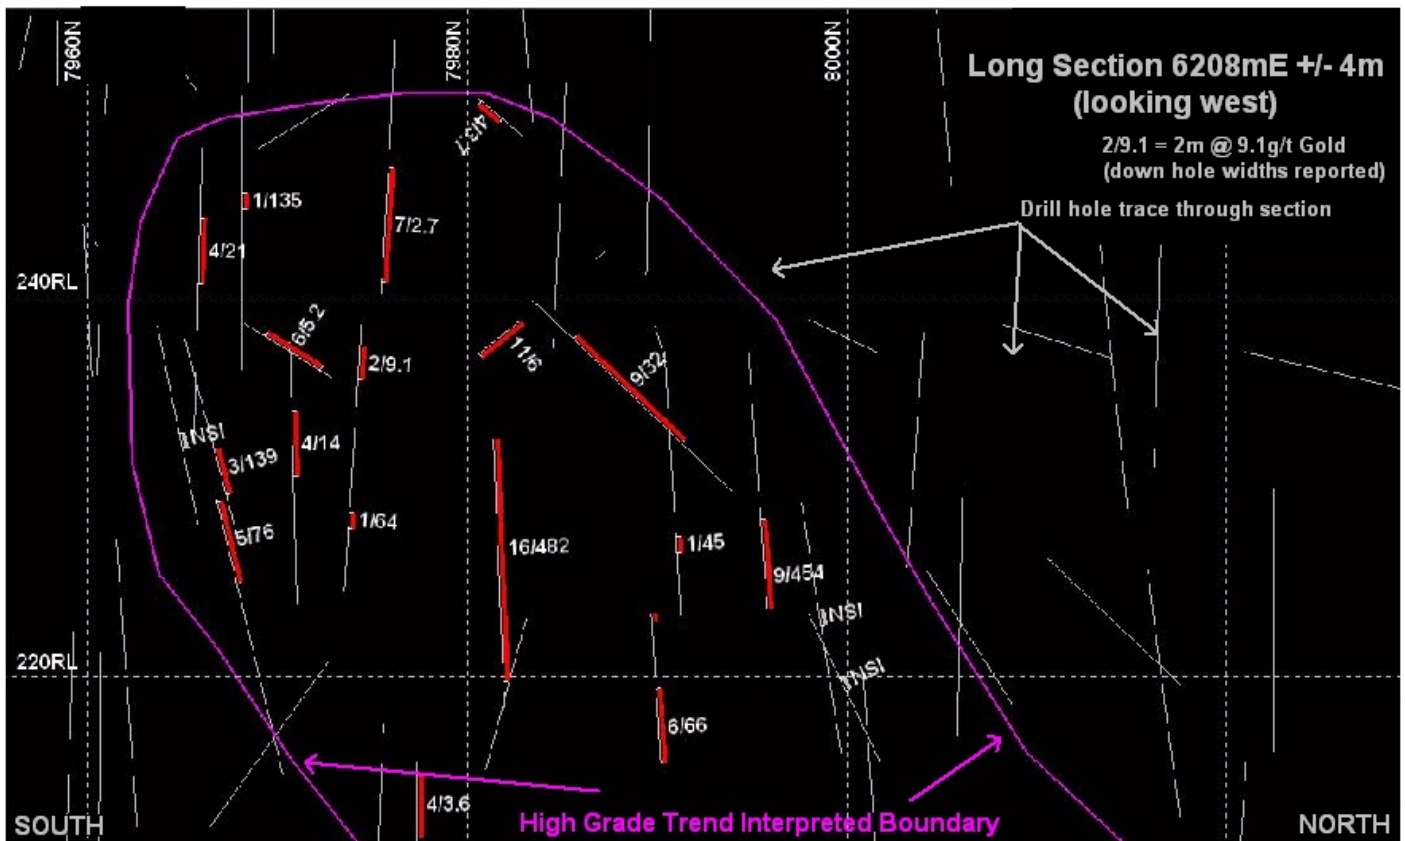 7960N
7980N
8000N
Long Section 6208mE +/- 4m
(looking west)
2/9.1 = 2m @ 9.1g/t Gold
(down hole widths reported)
Drill hole trace through section
4/3.7
1/135
7/2.7
4/21
240RL
6/5.2
2/9.1
11/6
9/32
NSI
3/139
4/14
5/76
1/64
16/482
1/45
9/454
NSI
220RL
NSI
6/66
4/3.6
SOUTH
High Grade Trend Interpreted Boundary
NORTH